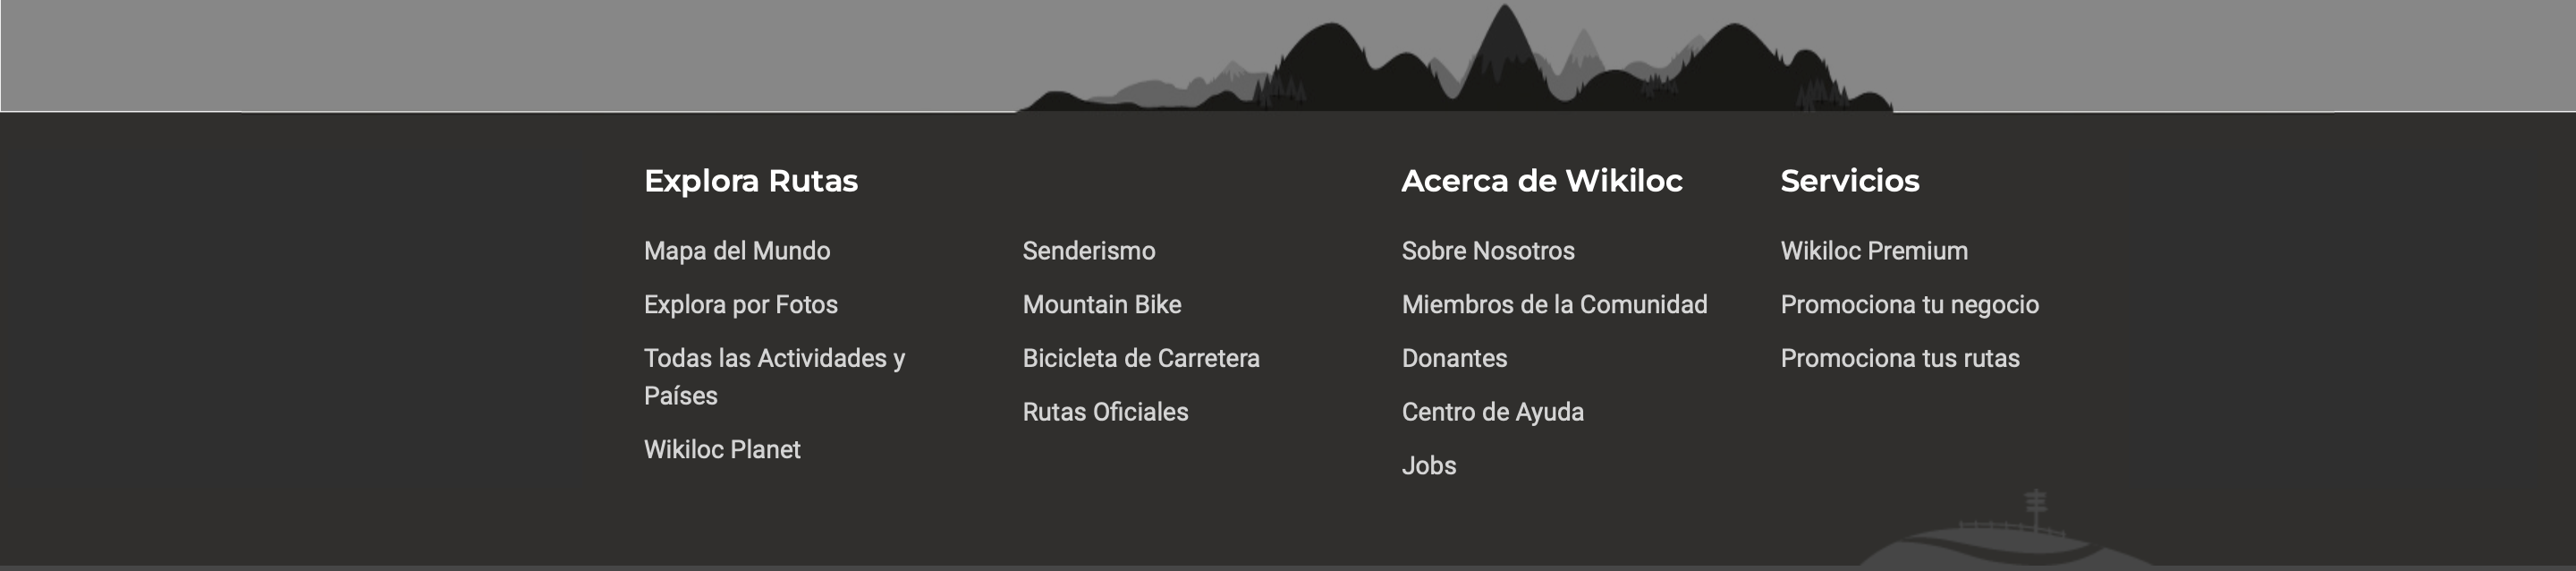 Explora Rutas
Mapa del Mundo
Explora por Fotos
Todas las Actividades y
Países
Wikiloc Planet
Senderismo
Mountain Bike
Bicicleta de Carretera
Rutas Oficiales
Acerca de Wikiloc
Sobre Nosotros
Miembros de la Comunidad
Donantes
Centro de Ayuda
Jobs
Servicios
Wikiloc Premium
Promociona tu negocio
Promociona tus rutas